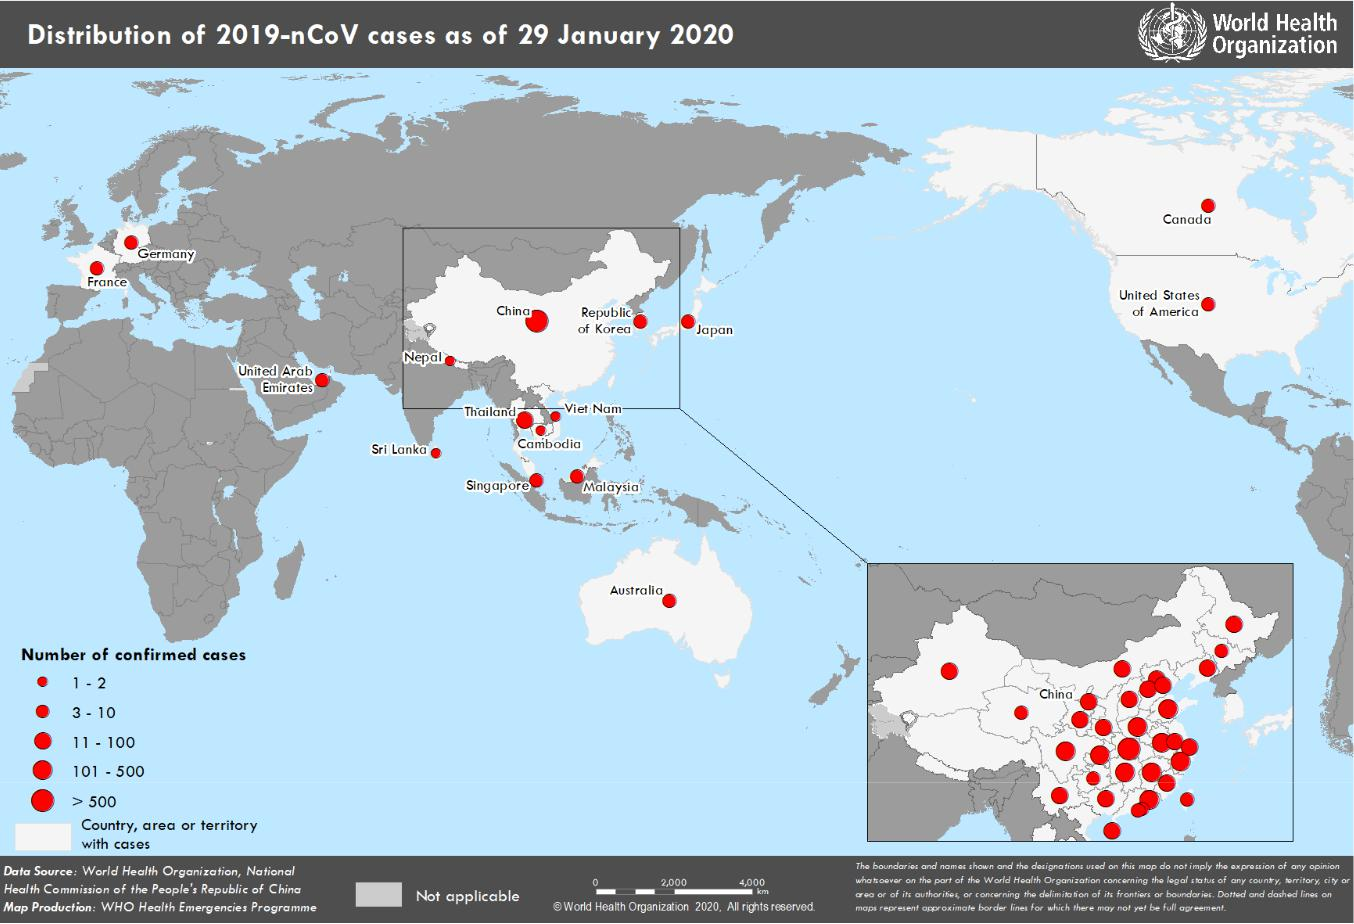 Distribution of 2019-nCoV cases as of 29 January 2020
World Health
Organization
Canada
Germany
France
United States
of America
China
Republic
of Korea
Japan
Nepal
United Arab
Emirates
Thailand
Viet Nam
Cambodia
Sri Lanka
Singapore
Malaysia
Australia
China
Number of confirmed cases
1 - 2
3 - 10
11 - 100
101 - 500
> 500
Country, area or territory
with cases
Data Source: World Health Organization, National
Health Commission of the People's Republic of China
Map Production: WHO Health Emergencies Programme
Not applicable
0 2,000 4,000
km
© World Health Organization 2020, All rights reserved.
The boundaries and names shown and the designations used on this map do not imply the expression of any opinion
whatsoever on the part of the World Health Organization concerning the legal status of any country, territory, city or
area or of its authorities, or concerning the delimitation of its frontiers or boundaries. Dotted and dashed lines on
maps represent approximate border lines for which there may not yet be full agreement.